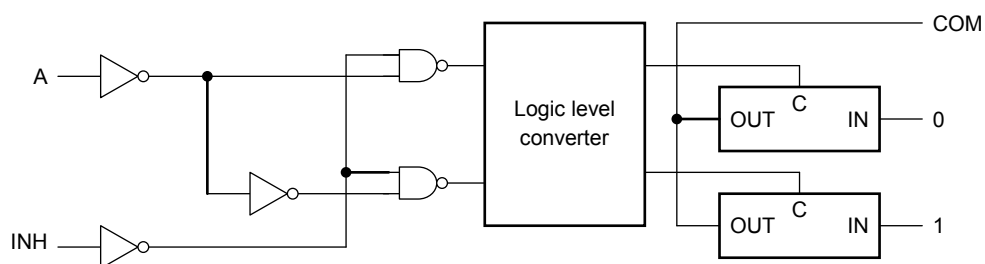 COM
A
C
Logic level
converter
OUT
IN
0
C
INH
OUT
IN
1